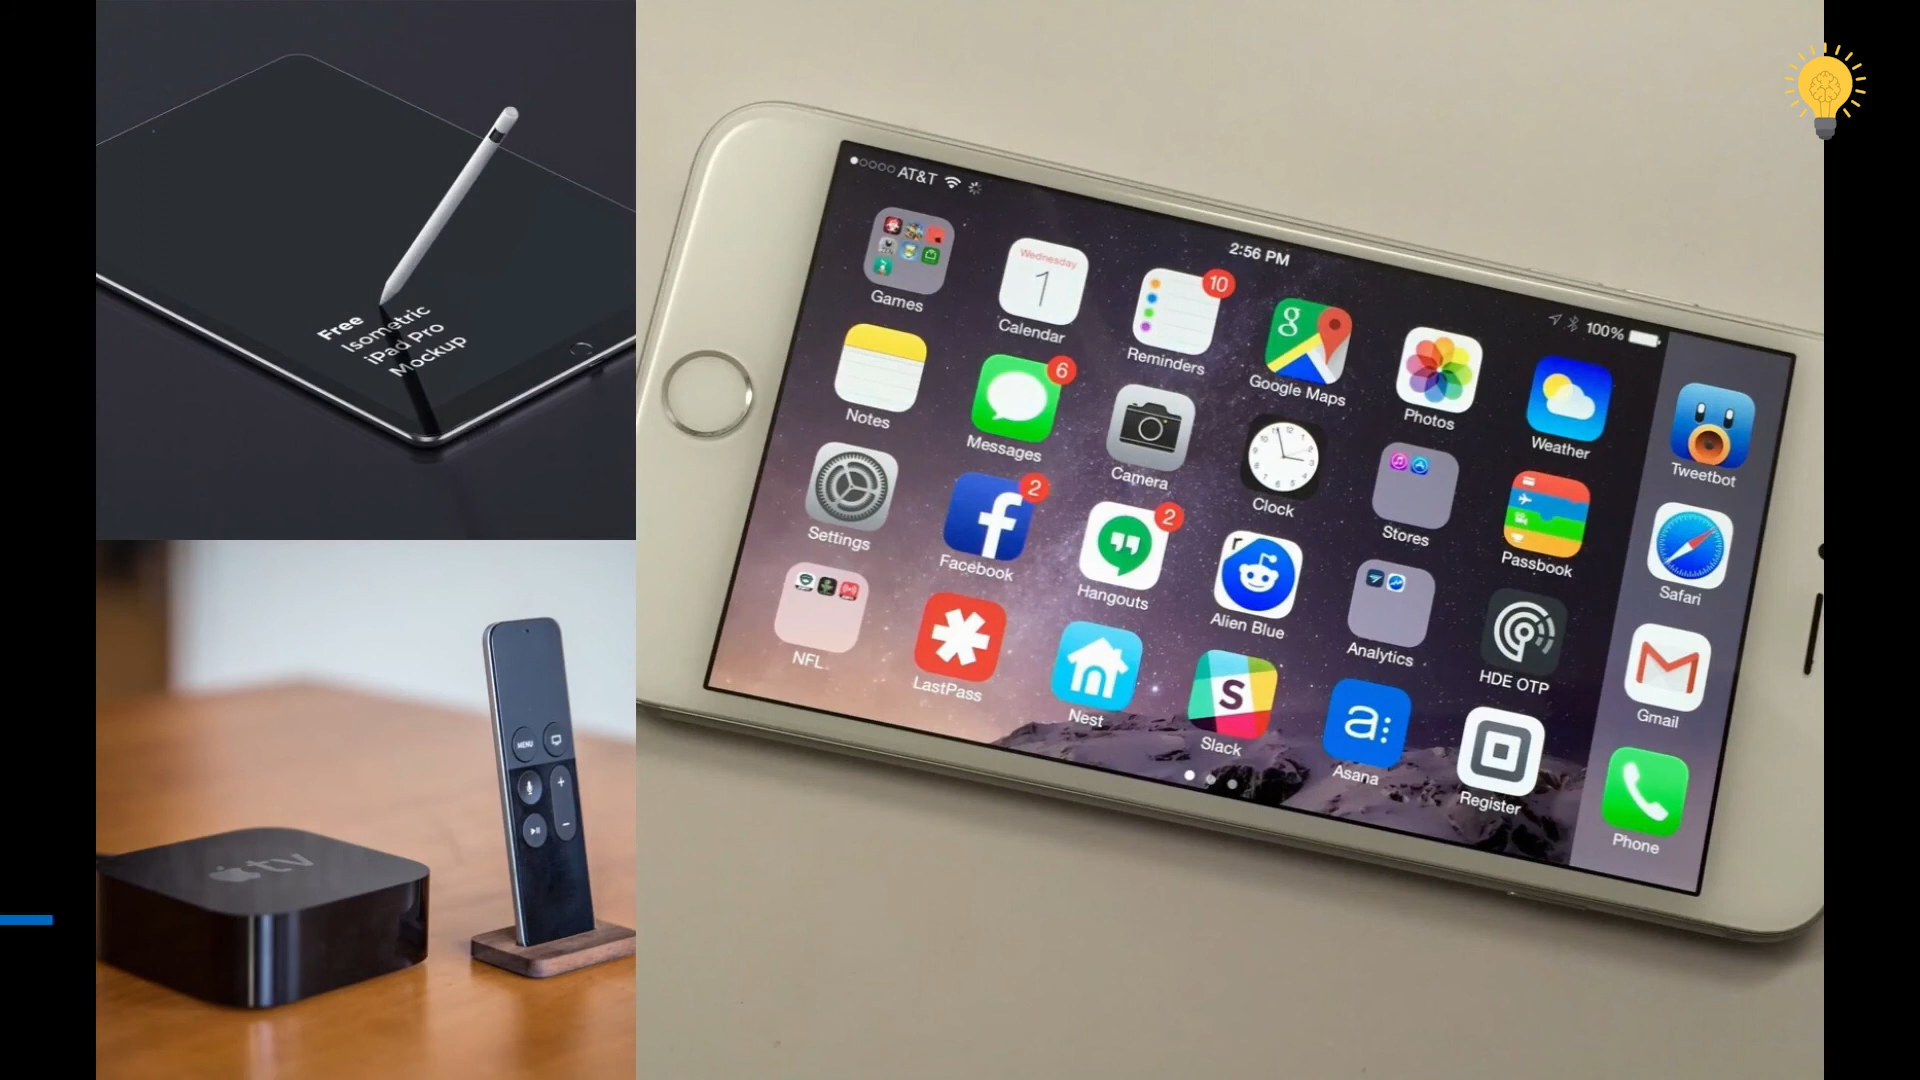 Free
Isometric
iPad Pro
Mockup
MENU
tv
AT&T
2:56 PM
100%
Games
Wednesday
1
Calendar
10
Reminders
Google Maps
Photos
Weather
Tweetbot
Notes
6
Messages
Camera
Clock
Stores
Passbook
Safari
Settings
2
Facebook
2
Hangouts
Alien Blue
Analytics
HDE OTP
Gmail
NFL
LastPass
Nest
Slack
Asana
Register
Phone